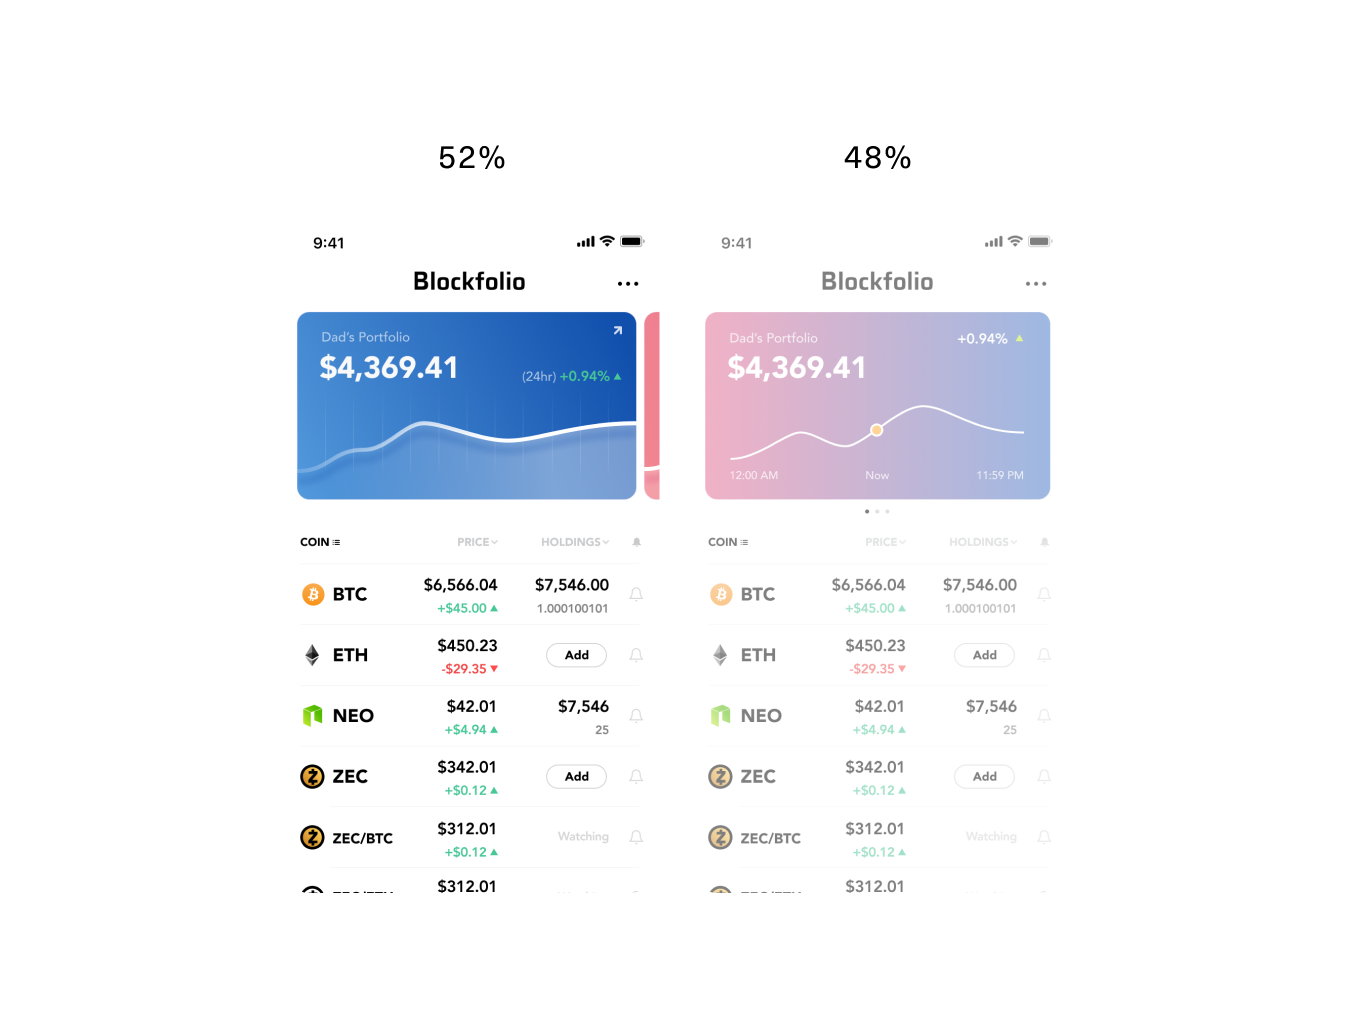 52%
9:41
Blockfolio
Dad's Portfolio
$4,369.41
(24hr) +0.94%
COIN PRICE HOLDINGS
BTC $6,566.04 $7,546.00
+$45.00 1.000100101
ETH $450.23 Add
-$29.35
NEO $42.01 $7,546
+$4.94 25
ZEC $342.01 Add
+$0.12
ZEC/BTC $312.01 Watching
+$0.12
$312.01
48%
9:41
Blockfolio
Dad's Portfolio +0.94%
$4,369.41
12:00 AM Now 11:59 PM
COIN PRICE HOLDINGS
BTC $6,566.04 $7,546.00
+$45.00 1.000100101
ETH $450.23 Add
-$29.35
NEO $42.01 $7,546
+$4.94 25
ZEC $342.01 Add
+$0.12
ZEC/BTC $312.01 Watching
+$0.12
$312.01